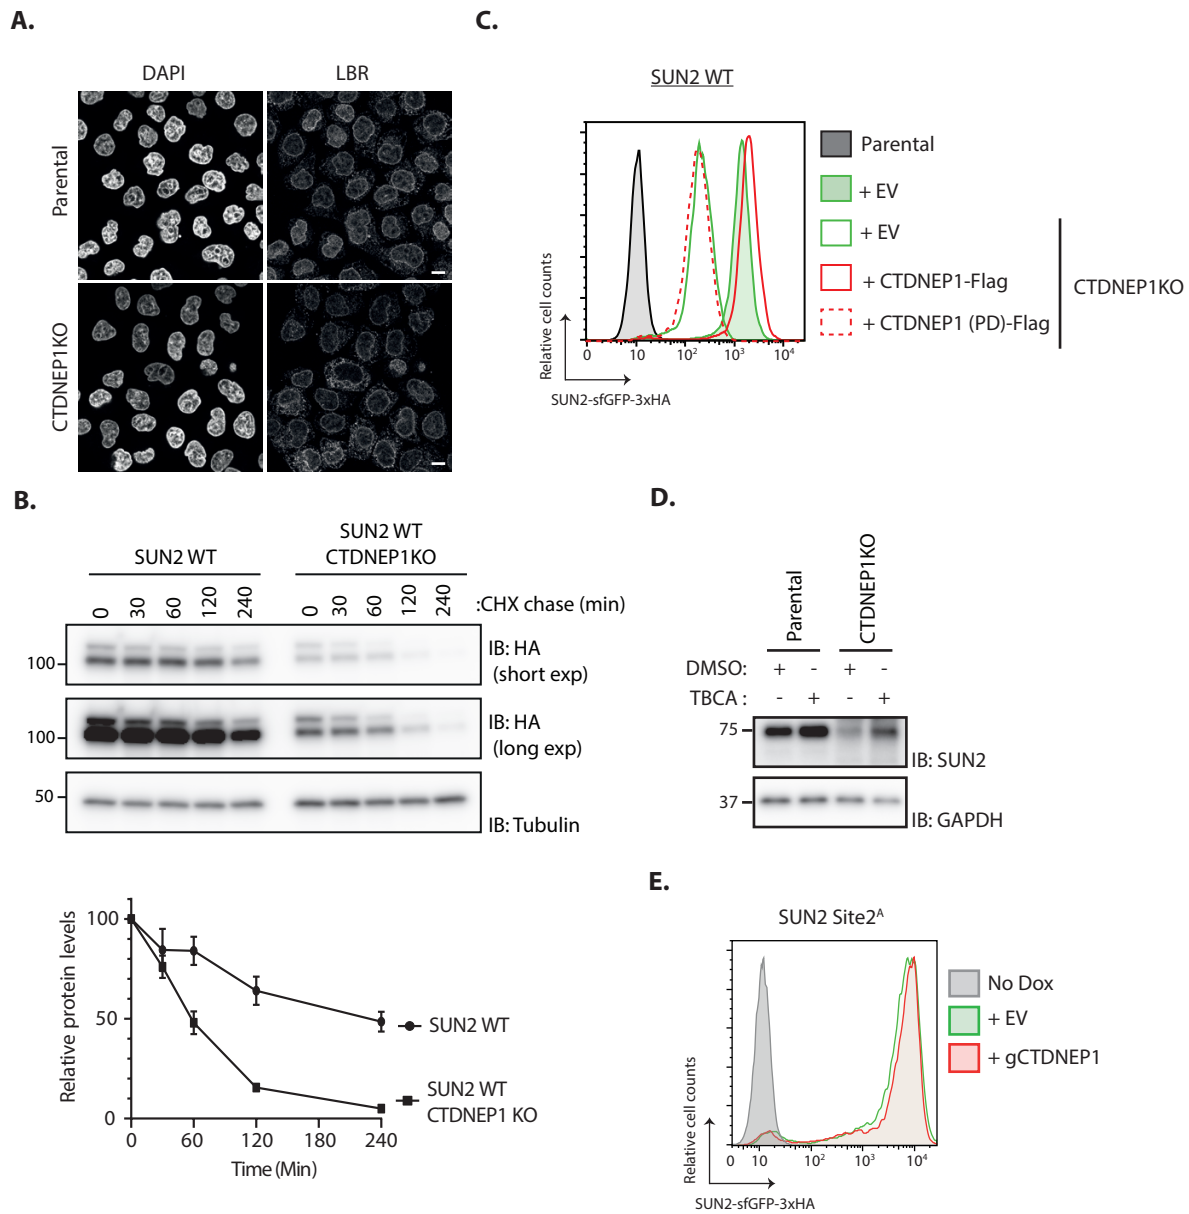 A.
DAPI
LBR
Parental
CTDNEP1KO
B.
SUN2 WT
SUN2 WT
CTDNEP1KO
0 30 60 120 240
0 30 60 120 240
:CHX chase (min)
100
IB: HA
(short exp)
100
IB: HA
(long exp)
50
IB: Tubulin
Relative protein levels
100
50
0
0 60 120 180 240
Time (Min)
SUN2 WT
SUN2 WT
CTDNEP1 KO
C.
SUN2 WT
Relative cell counts
0 10 10² 10³ 10⁴
SUN2-sfGFP-3xHA
Parental
+ EV
+ EV
+ CTDNEP1-Flag
+ CTDNEP1 (PD)-Flag
CTDNEP1KO
D.
Parental
CTDNEP1KO
DMSO: + - + -
TBCA : - + - +
75
IB: SUN2
37
IB: GAPDH
E.
SUN2 Site2ᴬ
Relative cell counts
0 10 10² 10³ 10⁴
SUN2-sfGFP-3xHA
No Dox
+ EV
+ gCTDNEP1